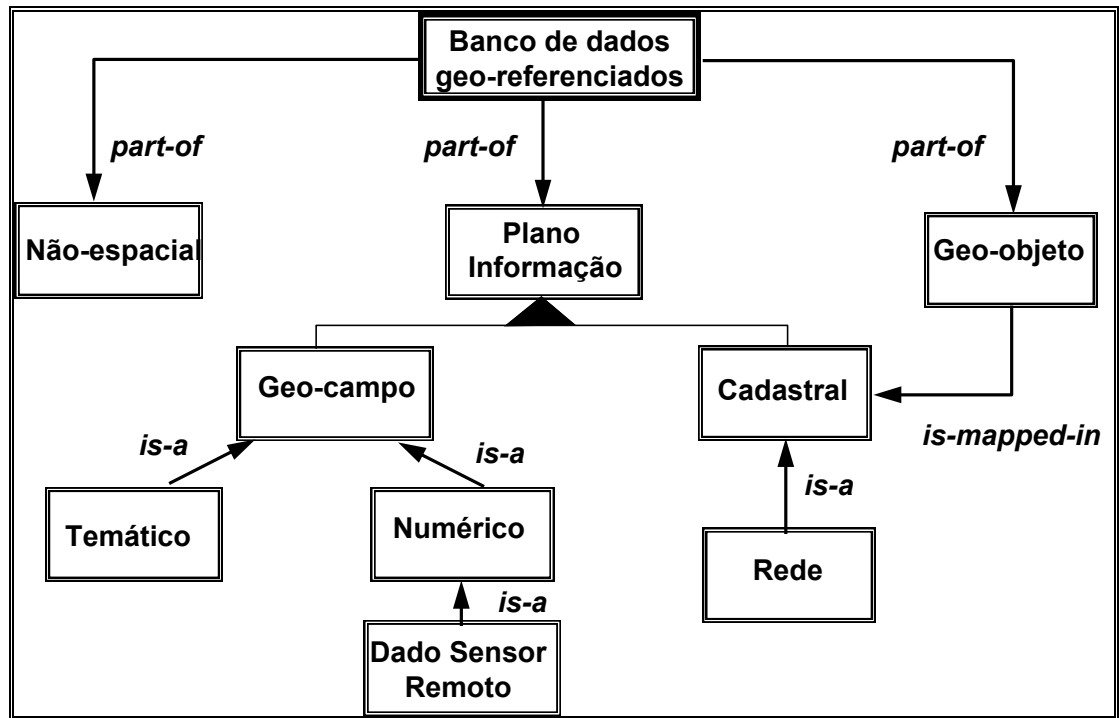 Banco de dados
geo-referenciados
part-of
part-of
part-of
Não-espacial
Plano
Informação
Geo-objeto
Geo-campo
Cadastral
is-a
is-a
is-mapped-in
is-a
Temático
Numérico
Rede
is-a
Dado Sensor
Remoto